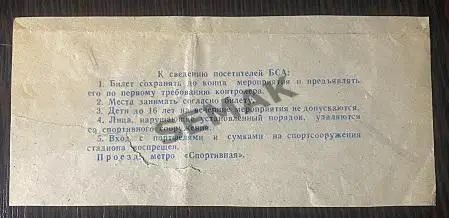 К сведению посетителей БСА:
1. Билет сохранять до конца мероприятия и предъявлять
его по первому требованию контролера.
2. Места занимать согласно билету.
3. Дети до 16 лет на вечерние мероприятия не допускаются.
4. Лица, нарушающие установленный порядок, удаляются
со спортивного сооружения.
5. Вход с портфелями и сумками на спортсооружения
стадиона воспрещен.
Проезд: метро «Спортивная».
SEMAK